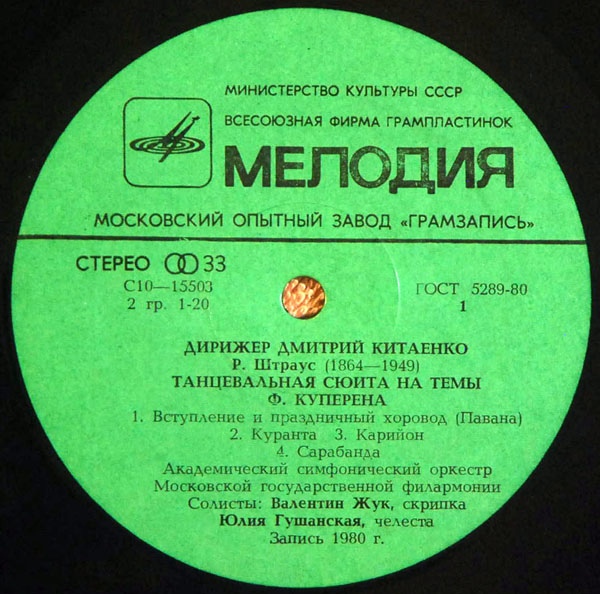 МИНИСТЕРСТВО КУЛЬТУРЫ СССР
ВСЕСОЮЗНАЯ ФИРМА ГРАМПЛАСТИНОК
МЕЛОДИЯ
МОСКОВСКИЙ ОПЫТНЫЙ ЗАВОД «ГРАМЗАПИСЬ»
СТЕРЕО 33
С10—15503
ГОСТ 5289-80
2 гр. 1-20
1
ДИРИЖЕР ДМИТРИЙ КИТАЕНКО
Р. Штраус (1864—1949)
ТАНЦЕВАЛЬНАЯ СЮИТА НА ТЕМЫ
Ф. КУПЕРЕНА
1. Вступление и праздничный хоровод (Павана)
2. Куранта 3. Карийон
4. Сарабанда
Академический симфонический оркестр
Московской государственной филармонии
Солисты: Валентин Жук, скрипка
Юлия Гушанская, челеста
Запись 1980 г.